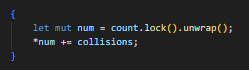 {
    let mut num = count.lock().unwrap();
    *num += collisions;
}